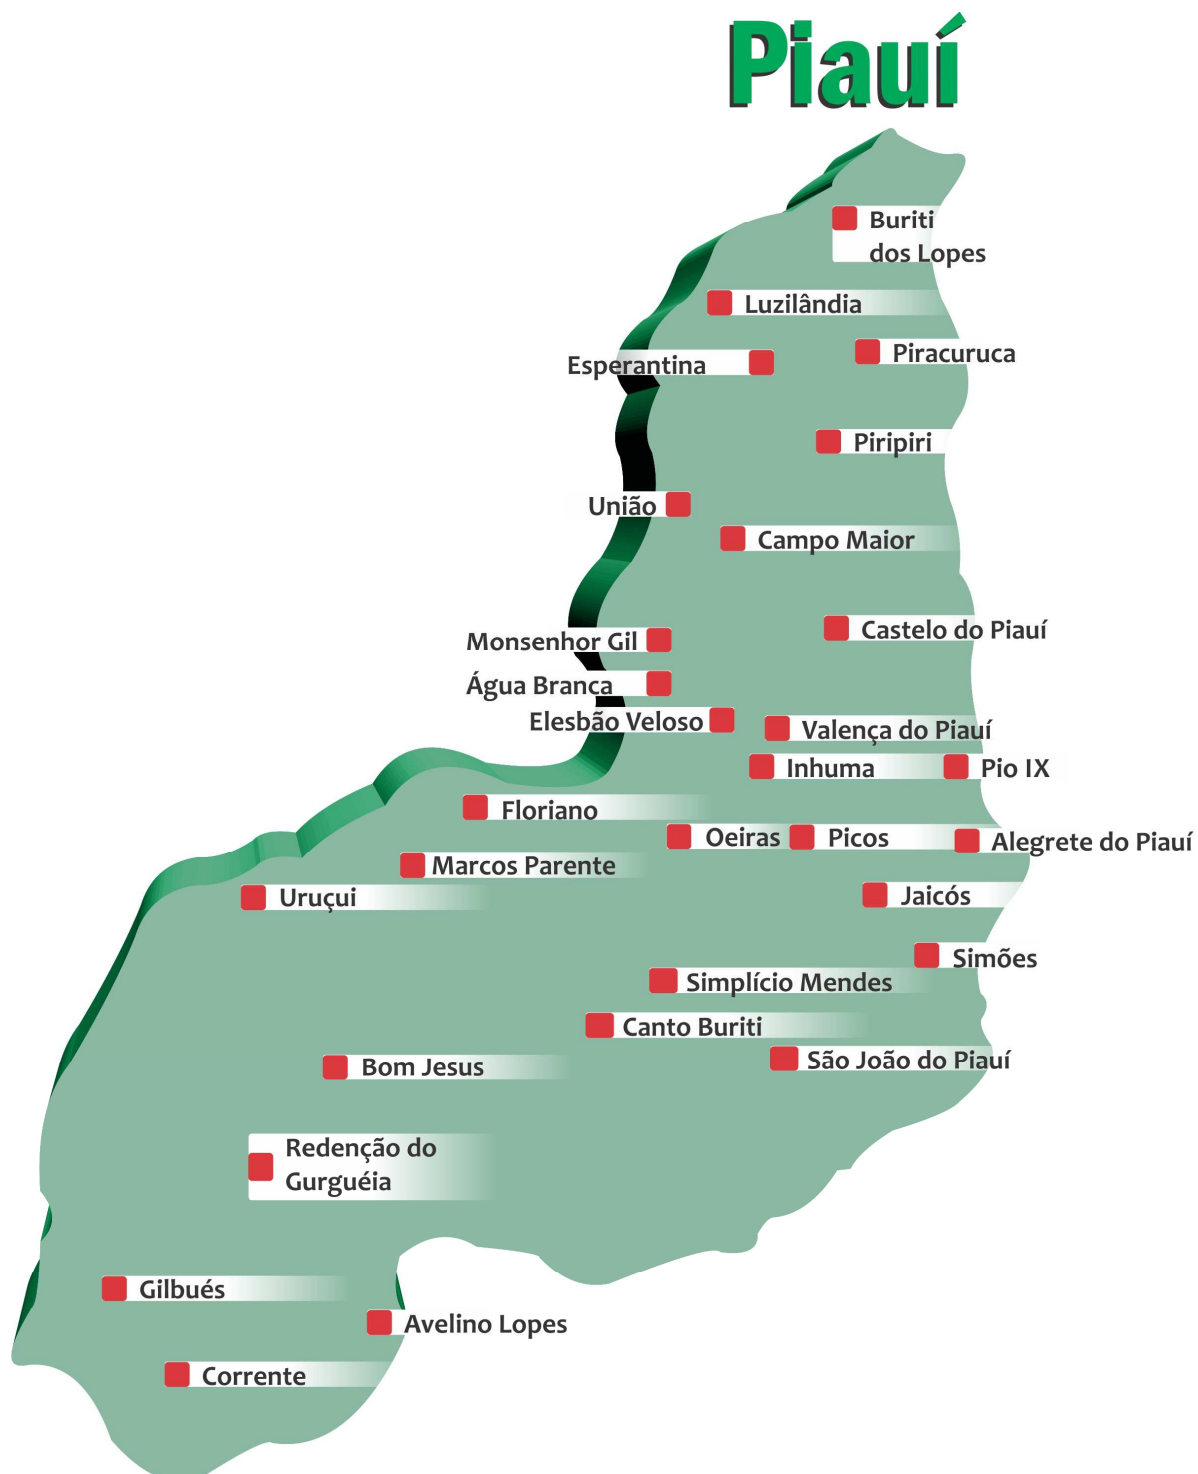 Piauí
Buriti
dos Lopes
Luzilândia
Piracuruca
Esperantina
Piripiri
União
Campo Maior
Castelo do Piauí
Monsenhor Gil
Água Branca
Elesbão Veloso
Valença do Piauí
Inhuma
Pio IX
Floriano
Oeiras
Picos
Alegrete do Piauí
Marcos Parente
Uruçui
Jaicós
Simões
Simplício Mendes
Canto Buriti
São João do Piauí
Bom Jesus
Redenção do
Gurguéia
Gilbués
Avelino Lopes
Corrente